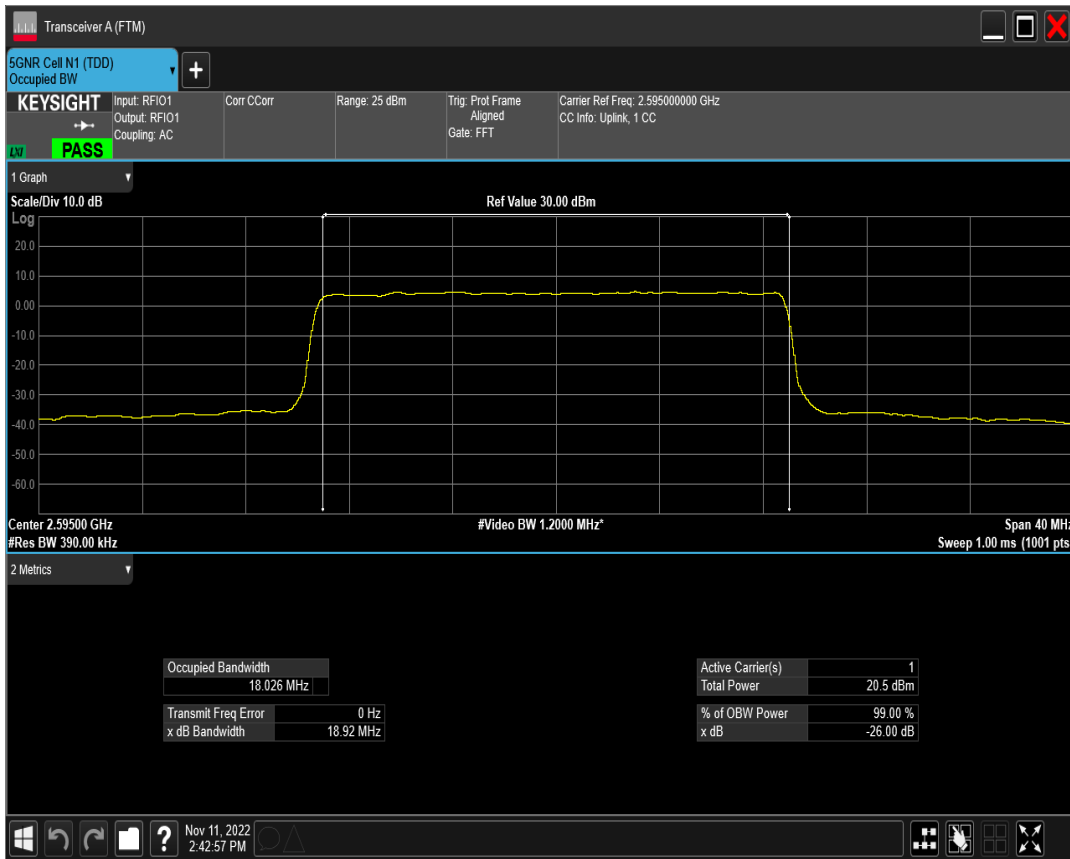 Transceiver A (FTM)
5GNR Cell N1 (TDD)
Occupied BW
+
KEYSIGHT
LXI
PASS
Input: RFIO1
Output: RFIO1
Coupling: AC
Corr CCorr
Range: 25 dBm
Trig: Prot Frame
Aligned
Gate: FFT
Carrier Ref Freq: 2.595000000 GHz
CC Info: Uplink, 1 CC
1 Graph
Scale/Div 10.0 dB
Ref Value 30.00 dBm
Log
20.0
10.0
0.00
-10.0
-20.0
-30.0
-40.0
-50.0
-60.0
Center 2.59500 GHz
#Video BW 1.2000 MHz*
Span 40 MHz
#Res BW 390.00 kHz
Sweep 1.00 ms (1001 pts
2 Metrics
Occupied Bandwidth
18.026 MHz
Transmit Freq Error 0 Hz
x dB Bandwidth 18.92 MHz
Active Carrier(s) 1
Total Power 20.5 dBm
% of OBW Power 99.00 %
x dB -26.00 dB
?
Nov 11, 2022
2:42:57 PM